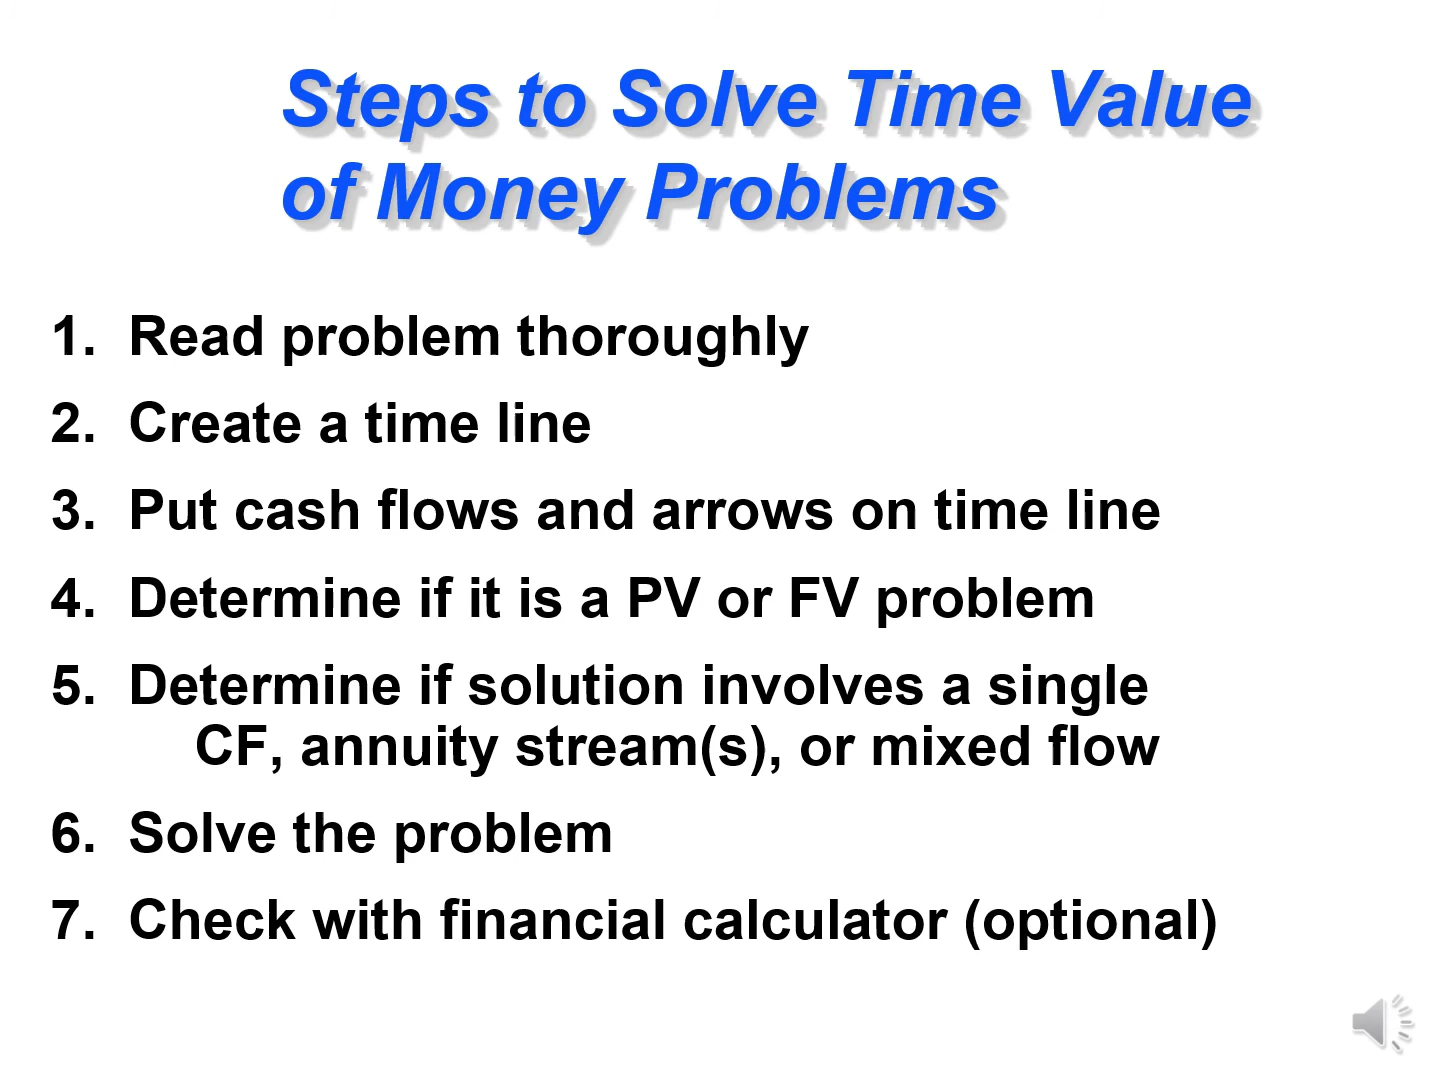 Steps to Solve Time Value
of Money Problems
1. Read problem thoroughly
2. Create a time line
3. Put cash flows and arrows on time line
4. Determine if it is a PV or FV problem
5. Determine if solution involves a single
CF, annuity stream(s), or mixed flow
6. Solve the problem
7. Check with financial calculator (optional)